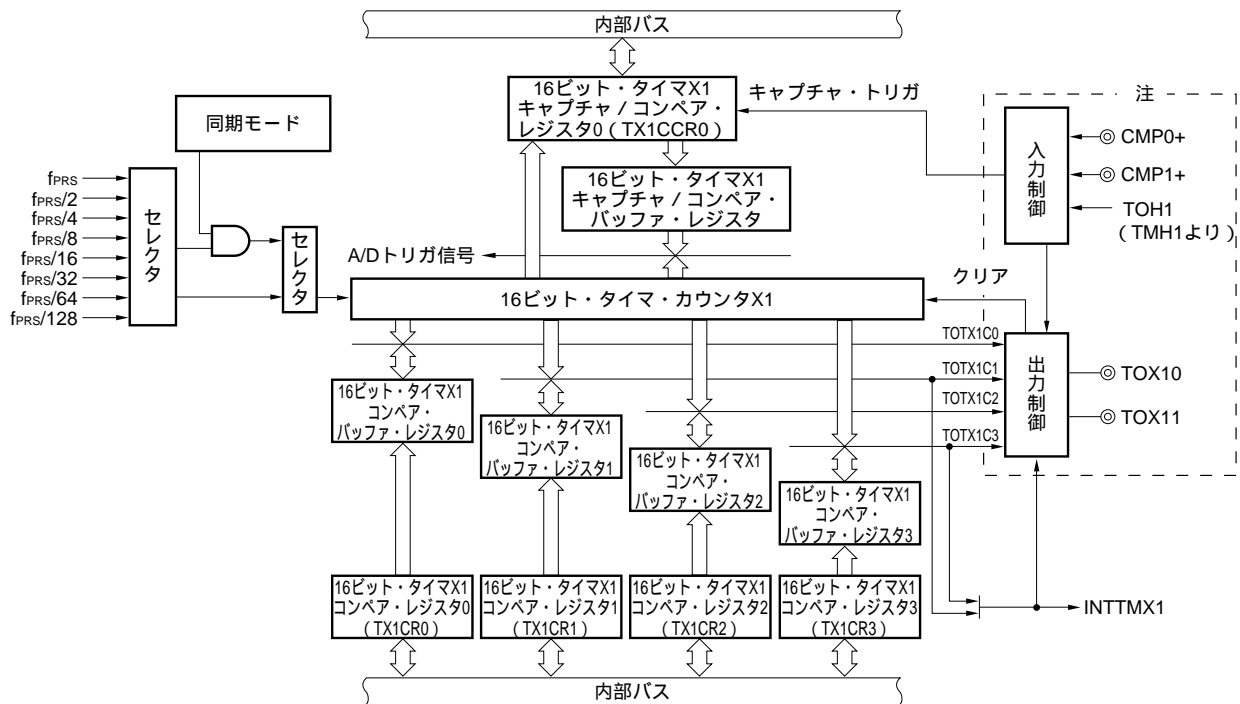 内部バス
16ビット・タイマX1
キャプチャ / コンペア・
レジスタ0（TX1CCR0）
キャプチャ・トリガ
注
同期モード
入力制御
CMP0+
CMP1+
TOH1
（TMH1より）
fPRS
fPRS/2
fPRS/4
fPRS/8
fPRS/16
fPRS/32
fPRS/64
fPRS/128
セレクタ
セレクタ
16ビット・タイマX1
キャプチャ / コンペア・
バッファ・レジスタ
A/Dトリガ信号
クリア
16ビット・タイマ・カウンタX1
TOTX1C0
TOTX1C1
TOTX1C2
TOTX1C3
出力制御
TOX10
TOX11
16ビット・タイマX1
コンペア・
バッファ・レジスタ0
16ビット・タイマX1
コンペア・
バッファ・レジスタ1
16ビット・タイマX1
コンペア・
バッファ・レジスタ2
16ビット・タイマX1
コンペア・
バッファ・レジスタ3
16ビット・タイマX1
コンペア・レジスタ0
（TX1CR0）
16ビット・タイマX1
コンペア・レジスタ1
（TX1CR1）
16ビット・タイマX1
コンペア・レジスタ2
（TX1CR2）
16ビット・タイマX1
コンペア・レジスタ3
（TX1CR3）
INTTMX1
内部バス